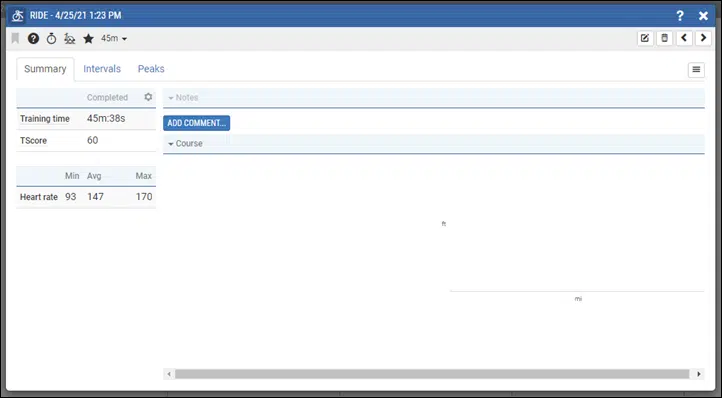 RIDE - 4/25/21 1:23 PM ?
? 45m
Summary Intervals Peaks
Completed
Training time 45m:38s
TScore 60
Min Avg Max
Heart rate 93 147 170
Notes
ADD COMMENT...
Course
ft
mi